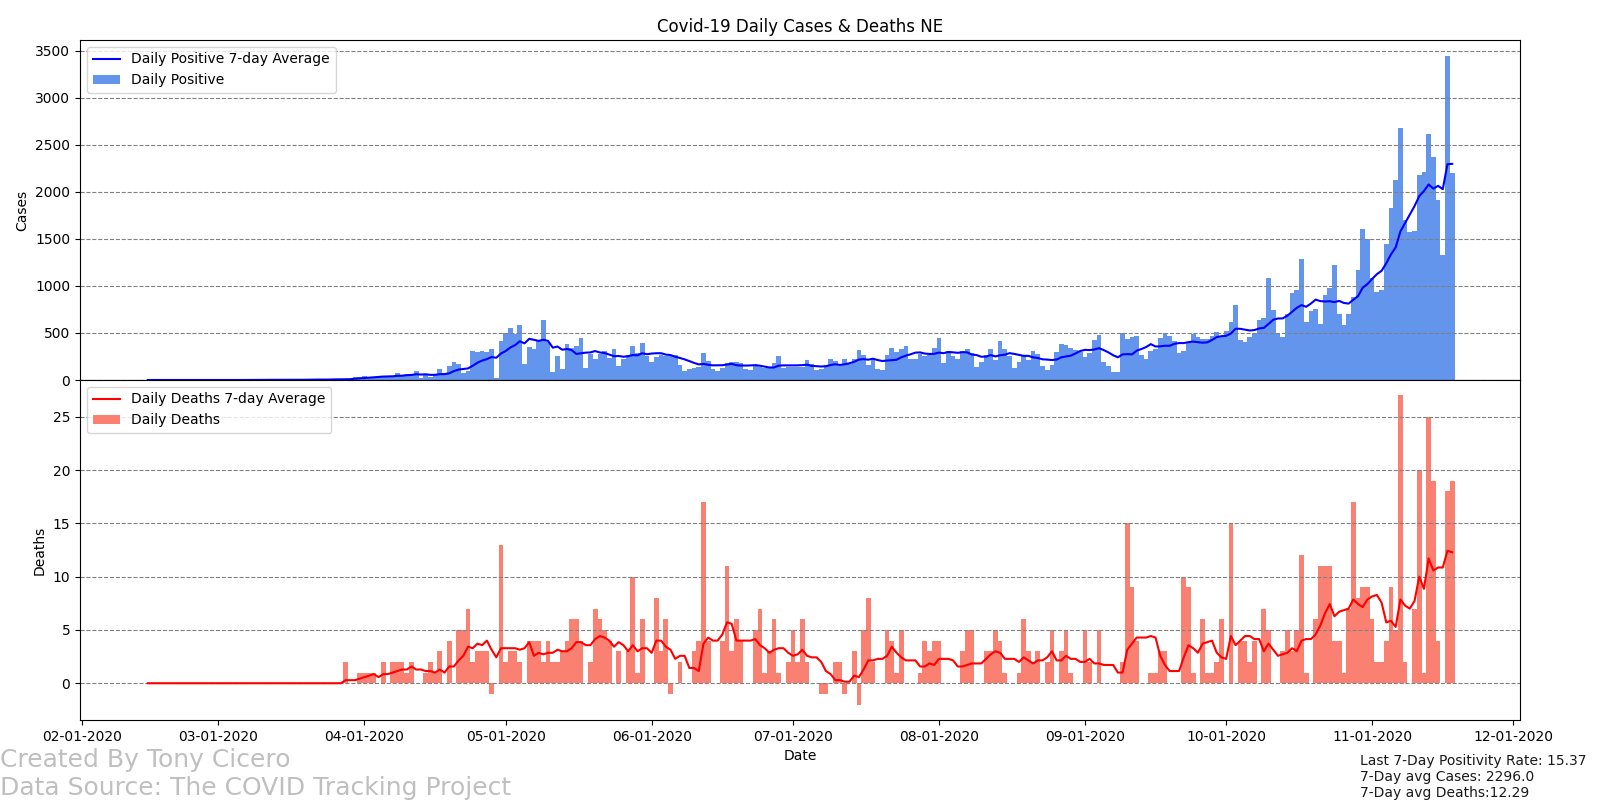 Covid-19 Daily Cases & Deaths NE
Daily Positive 7-day Average
Daily Positive
3500
3000
2500
2000
1500
1000
500
0
Cases
Daily Deaths 7-day Average
Daily Deaths
25
20
15
10
5
0
Deaths
02-01-2020 03-01-2020 04-01-2020 05-01-2020 06-01-2020 07-01-2020 08-01-2020 09-01-2020 10-01-2020 11-01-2020 12-01-2020
Date
Created By Tony Cicero
Data Source: The COVID Tracking Project
Last 7-Day Positivity Rate: 15.37
7-Day avg Cases: 2296.0
7-Day avg Deaths:12.29